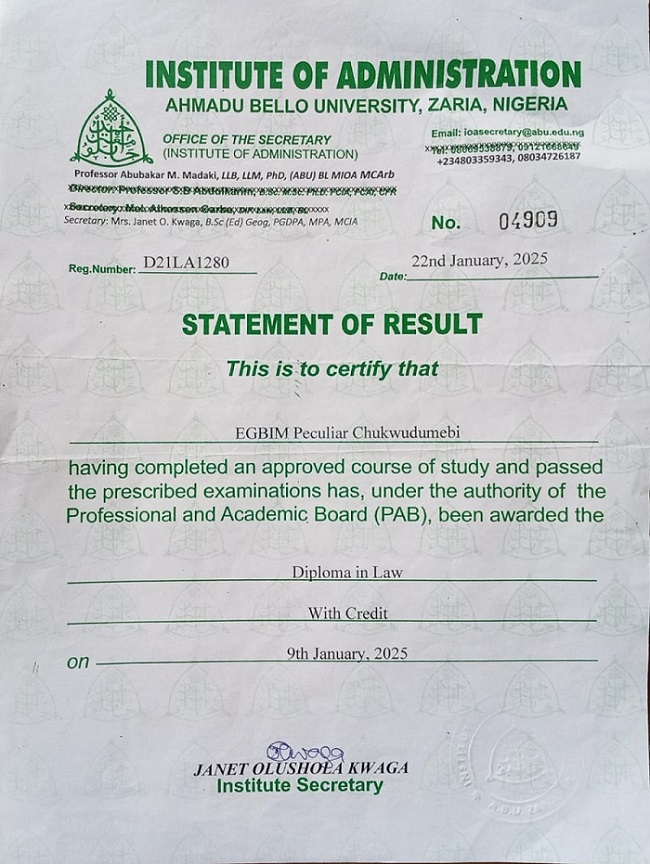 INSTITUTE OF ADMINISTRATION
AHMADU BELLO UNIVERSITY, ZARIA, NIGERIA
OFFICE OF THE SECRETARY
(INSTITUTE OF ADMINISTRATION)
Email: ioasecretary@abu.edu.ng
+234803359343, 08034726187
Professor Abubakar M. Madaki, LLB, LLM, PhD, (ABU) BL MIOA MCArb
Director: Professor S.B Abdulkarim,
Secretary: Mrs. Janet O. Kwaga, B.Sc (Ed) Geog, PGDPA, MPA, MCIA
No. 04909
Reg.Number: D21LA1280
Date: 22nd January, 2025
STATEMENT OF RESULT
This is to certify that
EGBIM Peculiar Chukwudumebi
having completed an approved course of study and passed
the prescribed examinations has, under the authority of the
Professional and Academic Board (PAB), been awarded the
Diploma in Law
With Credit
on 9th January, 2025
JANET OLUSHOLA KWAGA
Institute Secretary